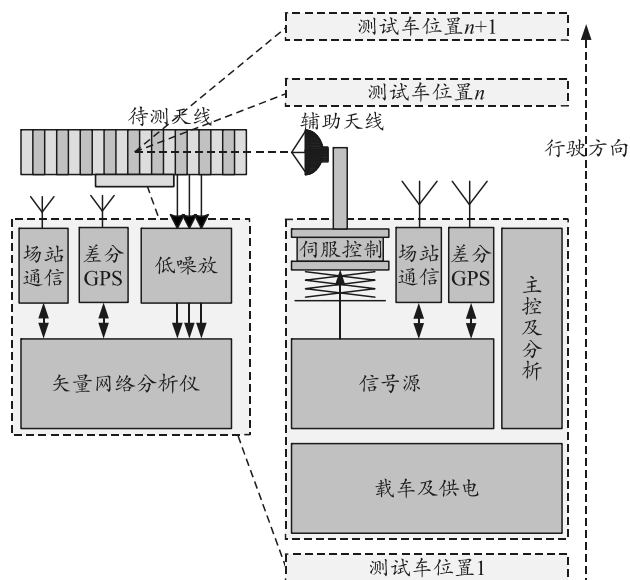 测试车位置n+1
测试车位置n
待测天线
辅助天线
行驶方向
场站
通信
差分
GPS
低噪放
伺服控制
场站
通信
差分
GPS
主控及分析
矢量网络分析仪
信号源
载车及供电
测试车位置1